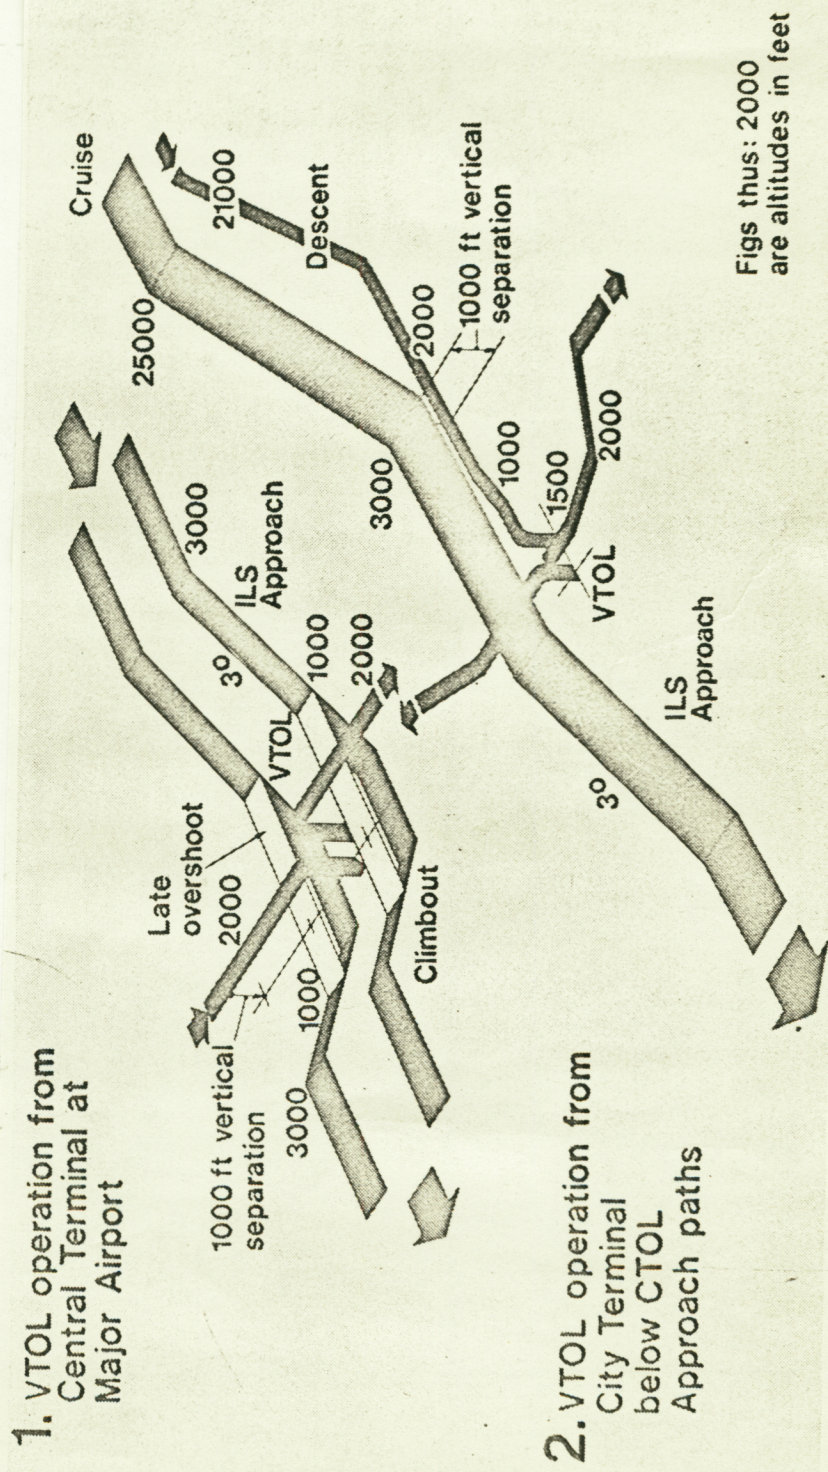 1. VTOL operation from
Central Terminal at
Major Airport
1000 ft vertical
separation
3000
1000
2000
Late
overshoot
Climbout
VTOL
3º
1000
2000
ILS
Approach
3000
2. VTOL operation from
City Terminal
below CTOL
Approach paths
3º
ILS
Approach
VTOL
3000
1500
2000
1000
2000
1000 ft vertical
separation
25000
Descent
21000
Cruise
Figs thus: 2000
are altitudes in feet